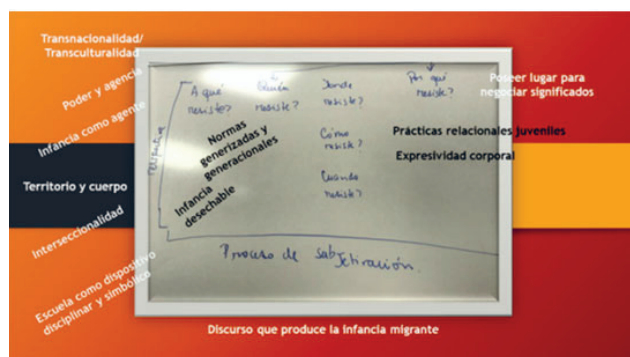 Transnacionalidad/
Transculturalidad
Poder y agencia
Infancia como agente
Territorio y cuerpo
Interseccionalidad
Escuela como dispositivo
disciplinar y simbólico
A qué
resiste?
Quién
resiste?
Donde
resiste?
Por qué
resiste?
Cómo
resiste?
Cuando
resiste?
Normas
generizadas y
generacionales
Infancia
desechable
Poseer lugar para
negociar significados
Prácticas relacionales juveniles
Expresividad corporal
Proceso de subjetivación.
Discurso que produce la infancia migrante